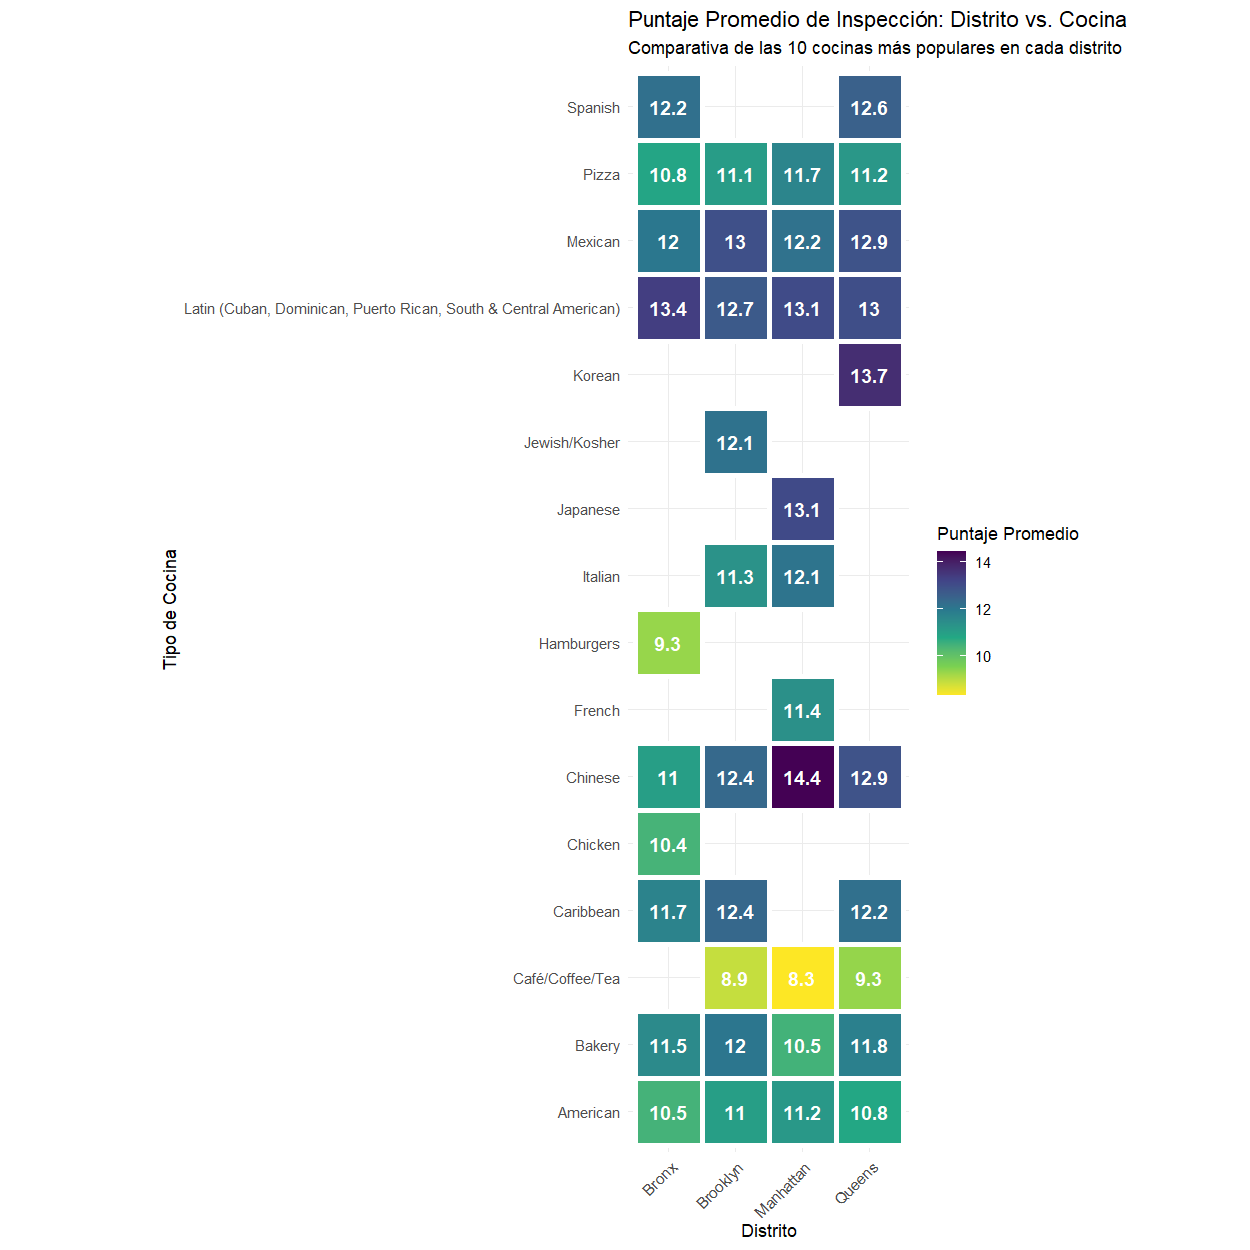 Puntaje Promedio de Inspección: Distrito vs. Cocina
Comparativa de las 10 cocinas más populares en cada distrito
Tipo de Cocina
Spanish 12.2 12.6
Pizza 10.8 11.1 11.7 11.2
Mexican 12 13 12.2 12.9
Latin (Cuban, Dominican, Puerto Rican, South & Central American) 13.4 12.7 13.1 13
Korean 13.7
Jewish/Kosher 12.1
Japanese 13.1
Italian 11.3 12.1
Hamburgers 9.3
French 11.4
Chinese 11 12.4 14.4 12.9
Chicken 10.4
Caribbean 11.7 12.4 12.2
Café/Coffee/Tea 8.9 8.3 9.3
Bakery 11.5 12 10.5 11.8
American 10.5 11 11.2 10.8
Bronx Brooklyn Manhattan Queens
Distrito
Puntaje Promedio
14
12
10